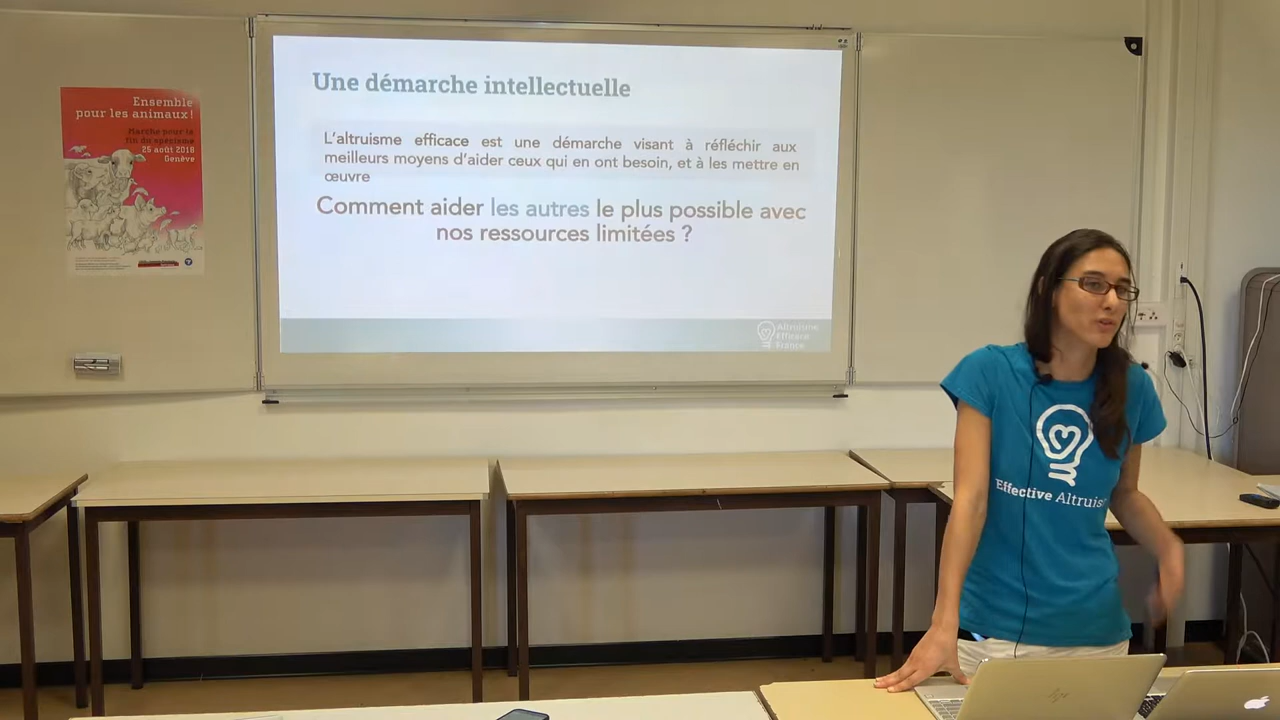 Ensemble
pour les animaux!
Marche pour la
fin du spécisme
25 août 2018
Genève
Une démarche intellectuelle
L'altruisme efficace est une démarche visant à réfléchir aux
meilleurs moyens d'aider ceux qui en ont besoin, et à les mettre en
œuvre
Comment aider les autres le plus possible avec
nos ressources limitées ?
Altruisme
Efficace
France
Effective Altruis